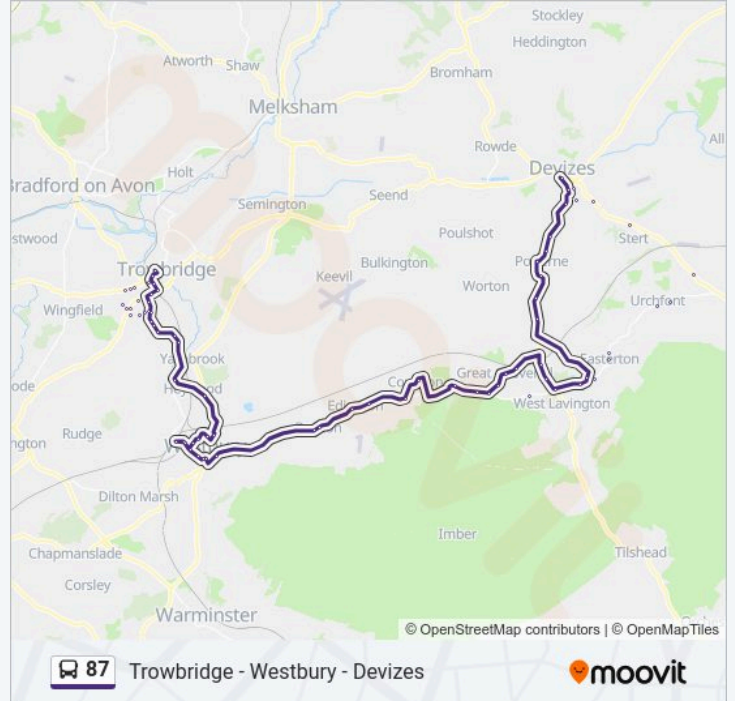 Stockley
Heddington
Atworth Shaw
Bromham
Melksham
All
Rowde
Devizes
Holt
Bradford on Avon
Seend
Semington
stwood
Poulshot
Stert
Trowbridge
Bulkington
Keevil
Worton
Urchfont
Wingfield
Easterton
ode
Great
West Lavington
Rudge
ngton
Dilton Marsh
Imber
Chapmanslade
Tilshead
Corsley
Warminster
© OpenStreetMap contributors | © OpenMapTiles
87 Trowbridge - Westbury - Devizes
moovit